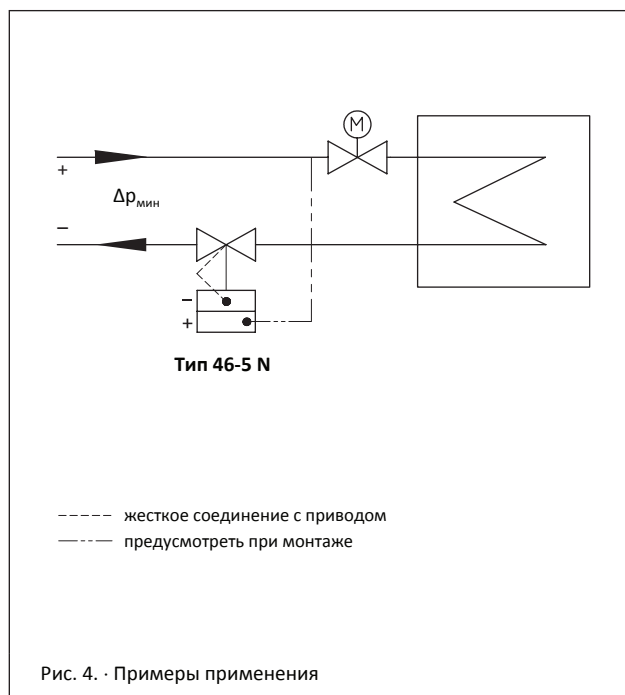 M
+
Δpмин
–
–
+
Тип 46-5 N
жесткое соединение с приводом
предусмотреть при монтаже
Рис. 4. · Примеры применения